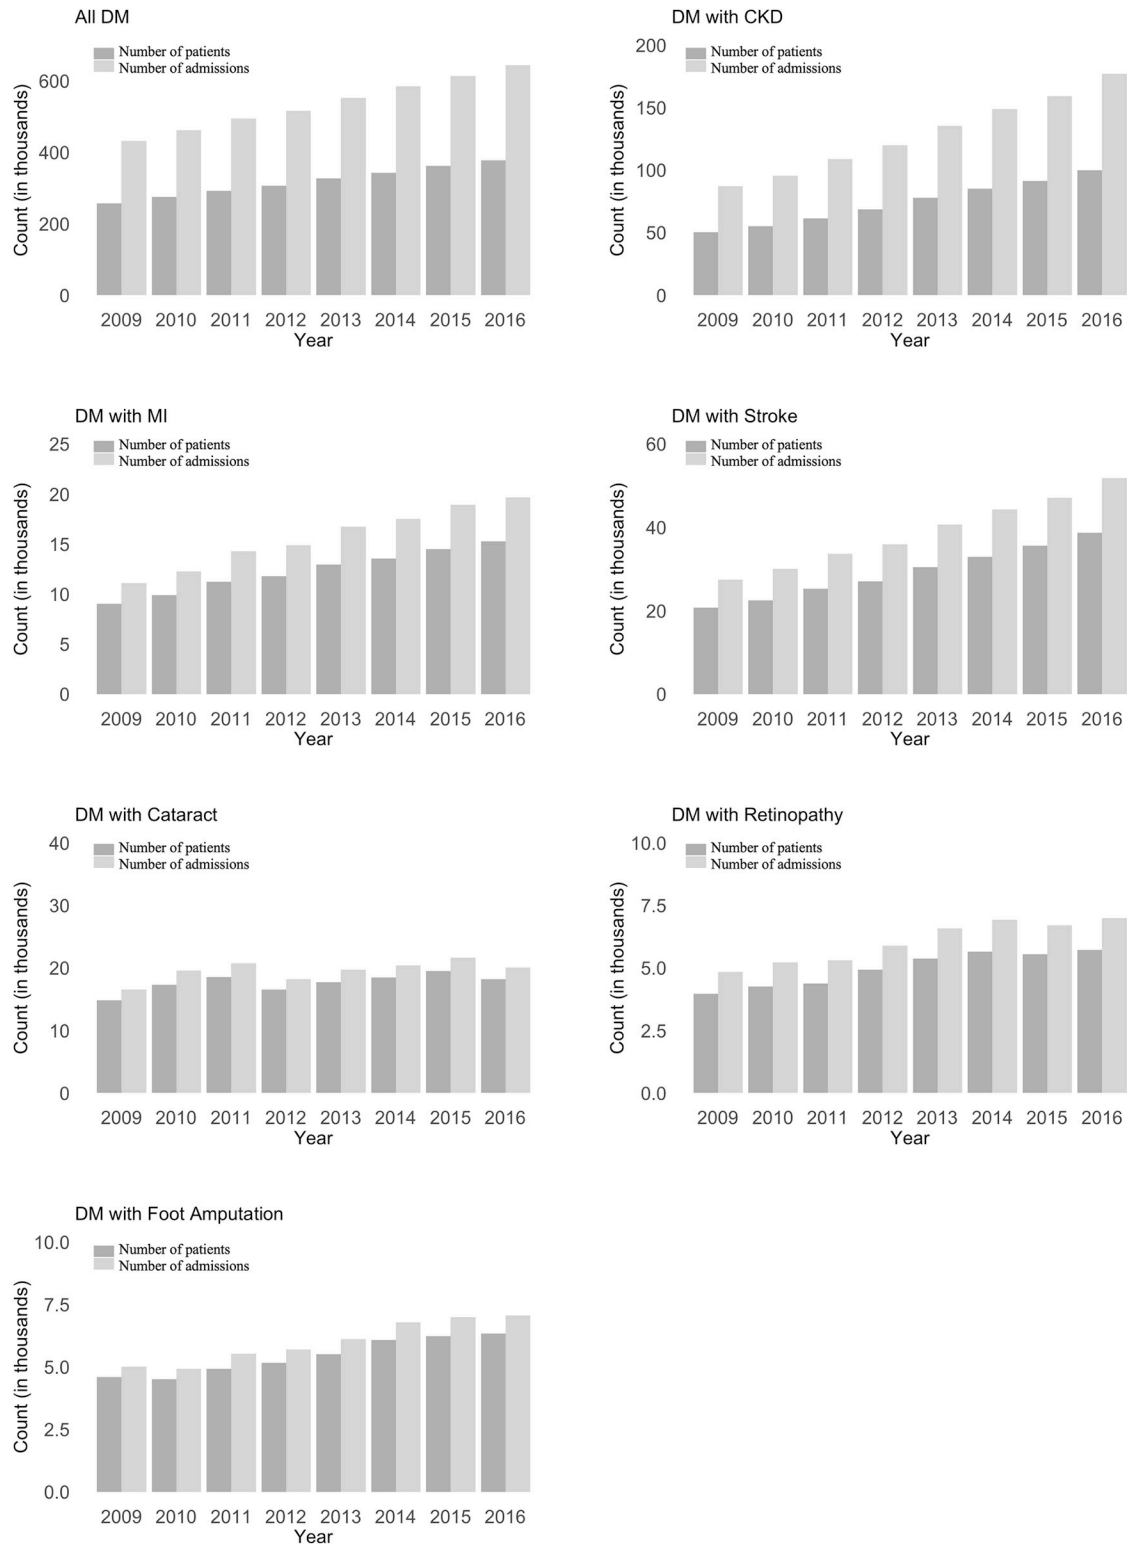 All DM
Number of patients
Number of admissions
Count (in thousands)
600
400
200
0
2009 2010 2011 2012 2013 2014 2015 2016
Year
DM with CKD
Number of patients
Number of admissions
Count (in thousands)
200
150
100
50
0
2009 2010 2011 2012 2013 2014 2015 2016
Year
DM with MI
Number of patients
Number of admissions
Count (in thousands)
25
20
15
10
5
0
2009 2010 2011 2012 2013 2014 2015 2016
Year
DM with Stroke
Number of patients
Number of admissions
Count (in thousands)
60
40
20
0
2009 2010 2011 2012 2013 2014 2015 2016
Year
DM with Cataract
Number of patients
Number of admissions
Count (in thousands)
40
30
20
10
0
2009 2010 2011 2012 2013 2014 2015 2016
Year
DM with Retinopathy
Number of patients
Number of admissions
Count (in thousands)
10.0
7.5
5.0
2.5
0.0
2009 2010 2011 2012 2013 2014 2015 2016
Year
DM with Foot Amputation
Number of patients
Number of admissions
Count (in thousands)
10.0
7.5
5.0
2.5
0.0
2009 2010 2011 2012 2013 2014 2015 2016
Year